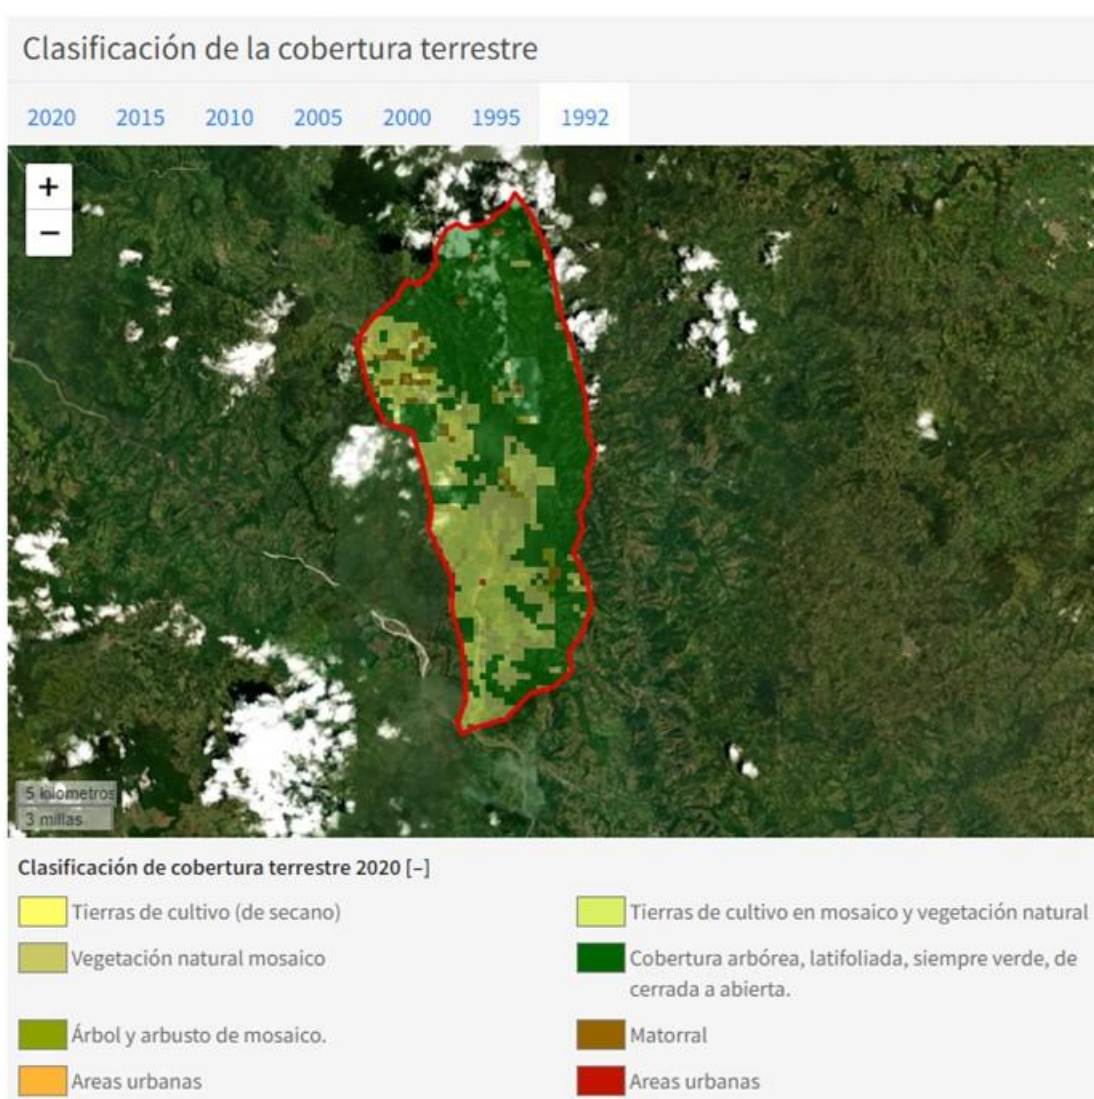 Clasificación de la cobertura terrestre
2020 2015 2010 2005 2000 1995 1992
+
−
5 kilometros
3 millas
Clasificación de cobertura terrestre 2020 [–]
Tierras de cultivo (de secano)
Tierras de cultivo en mosaico y vegetación natural
Vegetación natural mosaico
Cobertura arbórea, latifoliada, siempre verde, de
cerrada a abierta.
Árbol y arbusto de mosaico.
Matorral
Areas urbanas
Areas urbanas